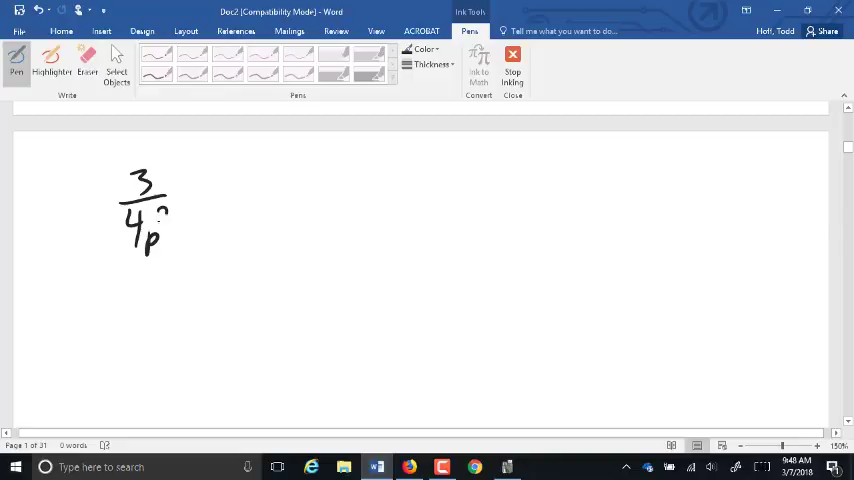 Doc2 [Compatibility Mode] - Word
Ink Tools
Hoff, Todd
File Home Insert Draw Design Layout References Mailings Review View ACROBAT Pens Tell me what you want to do... Share
Pen Highlighter Eraser Select Objects
Color
Thickness
Ink to Math
Stop Inking
Write Pens Convert Close
3
4p
Page 1 of 31 0 words 150%
Type here to search
9:48 AM
3/7/2018